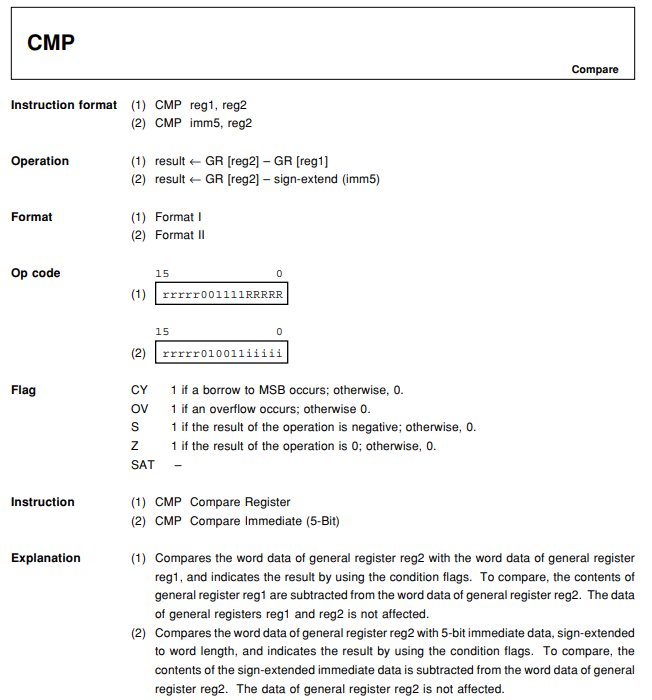 CMP
Compare
Instruction format (1) CMP reg1, reg2
(2) CMP imm5, reg2
Operation (1) result ← GR [reg2] – GR [reg1]
(2) result ← GR [reg2] – sign-extend (imm5)
Format (1) Format I
(2) Format II
Op code 15 0
(1) rrrrr001111RRRRR
15 0
(2) rrrrr010011iiiii
Flag CY 1 if a borrow to MSB occurs; otherwise, 0.
OV 1 if an overflow occurs; otherwise 0.
S 1 if the result of the operation is negative; otherwise, 0.
Z 1 if the result of the operation is 0; otherwise, 0.
SAT –
Instruction (1) CMP Compare Register
(2) CMP Compare Immediate (5-Bit)
Explanation (1) Compares the word data of general register reg2 with the word data of general register
reg1, and indicates the result by using the condition flags. To compare, the contents of
general register reg1 are subtracted from the word data of general register reg2. The data
of general registers reg1 and reg2 is not affected.
(2) Compares the word data of general register reg2 with 5-bit immediate data, sign-extended
to word length, and indicates the result by using the condition flags. To compare, the
contents of the sign-extended immediate data is subtracted from the word data of general
register reg2. The data of general register reg2 is not affected.